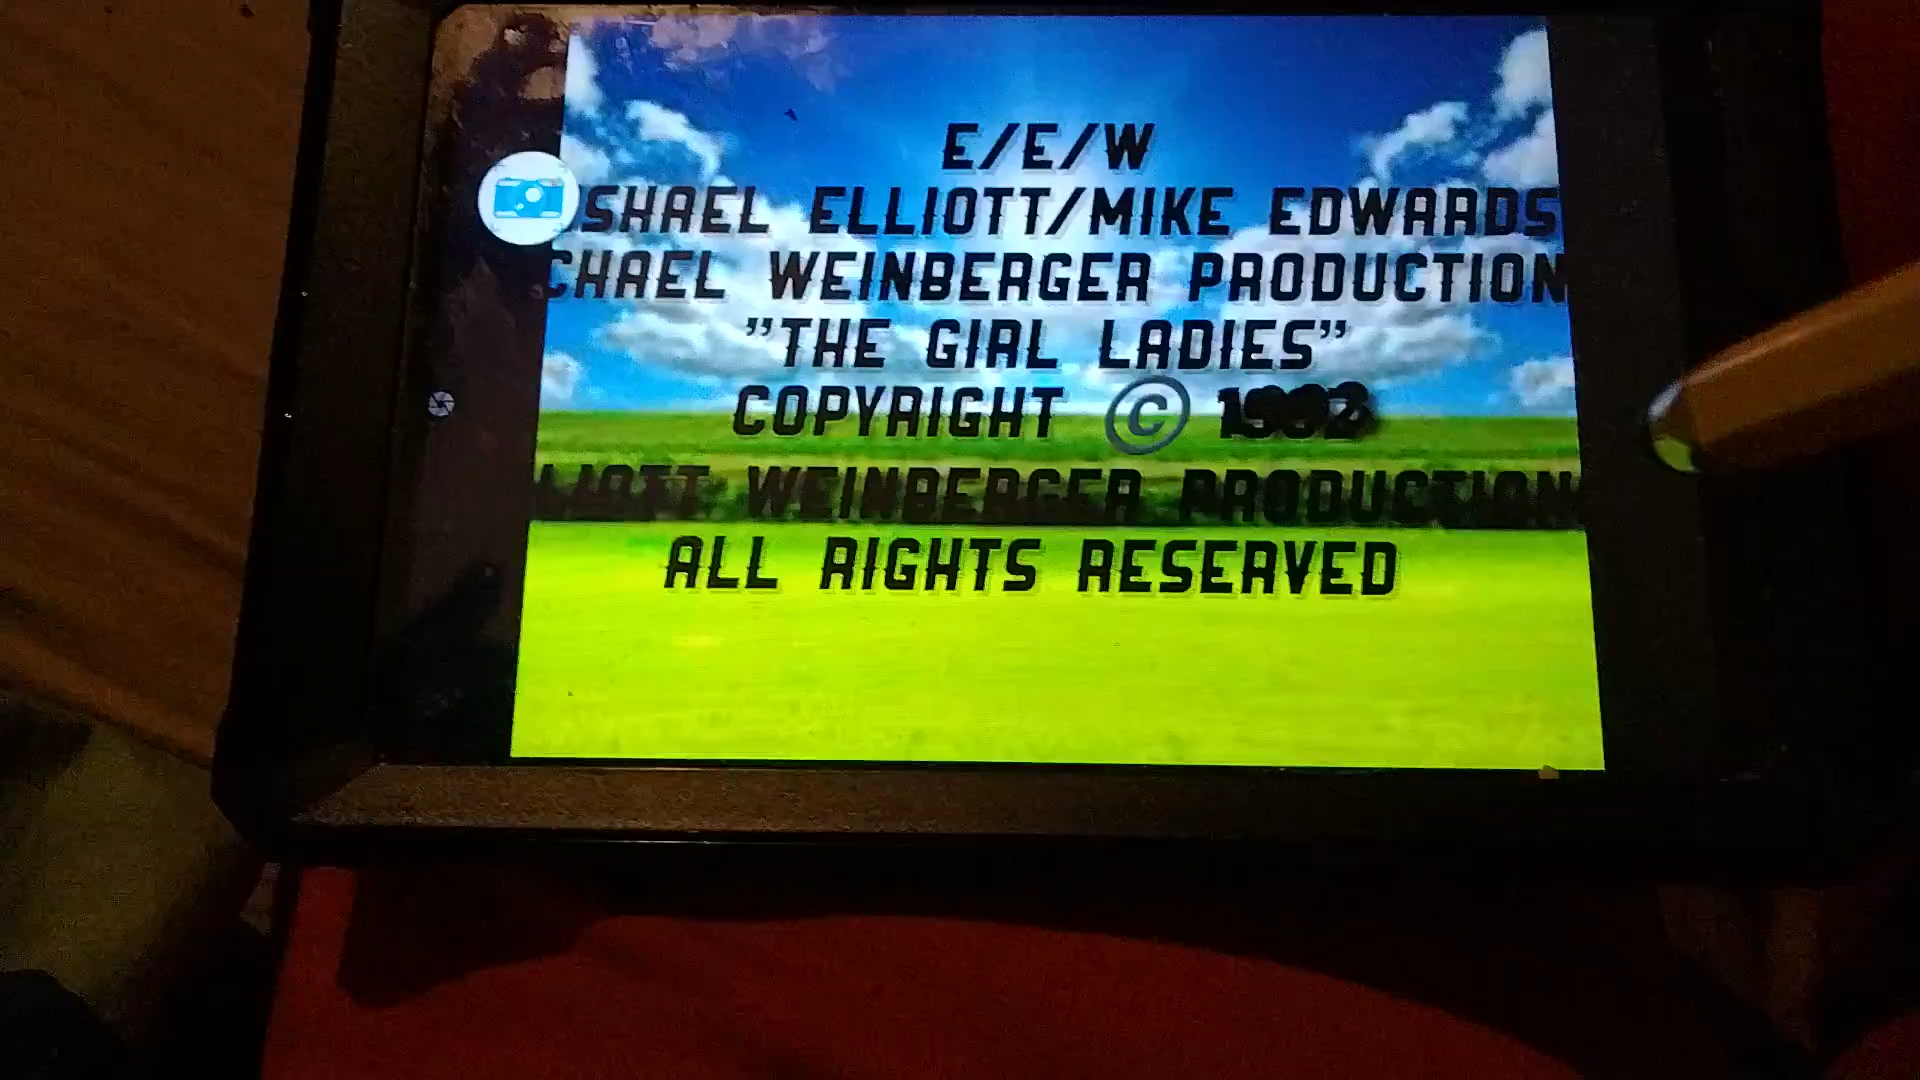 E/E/W
SHAEL ELLIOTT/MIKE EDWARDS
CHAEL WEINBERGER PRODUCTION
"THE GIRL LADIES"
COPYRIGHT ©
WEINBERGER PRODUCTION
ALL RIGHTS RESERVED